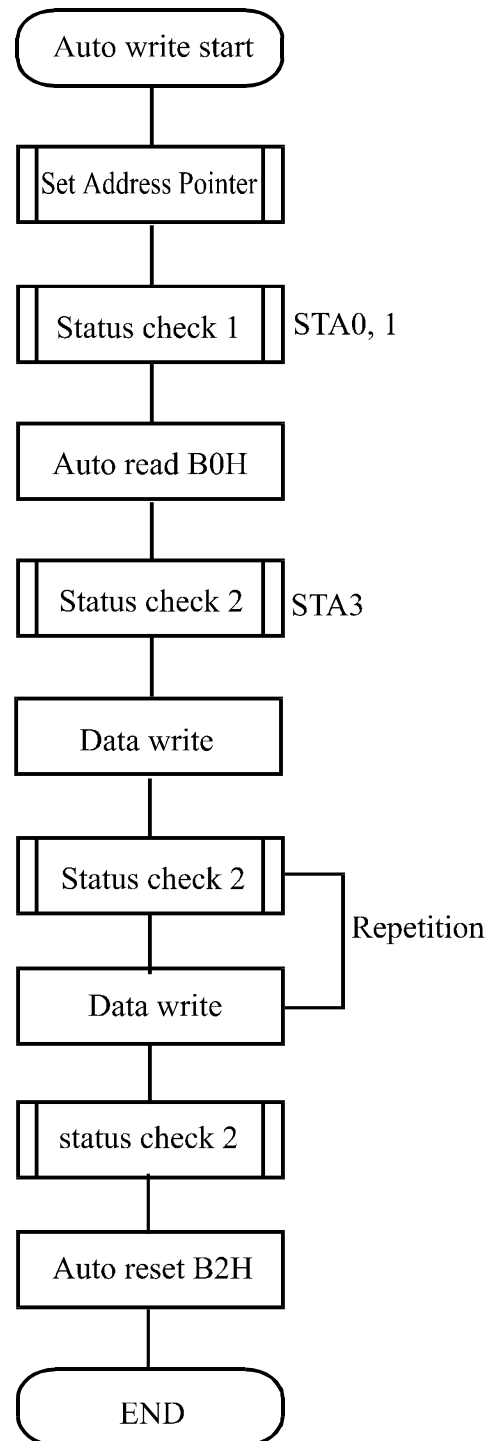 Auto write start
Set Address Pointer
Status check 1
STA0, 1
Auto read B0H
Status check 2
STA3
Data write
Status check 2
Repetition
Data write
status check 2
Auto reset B2H
END